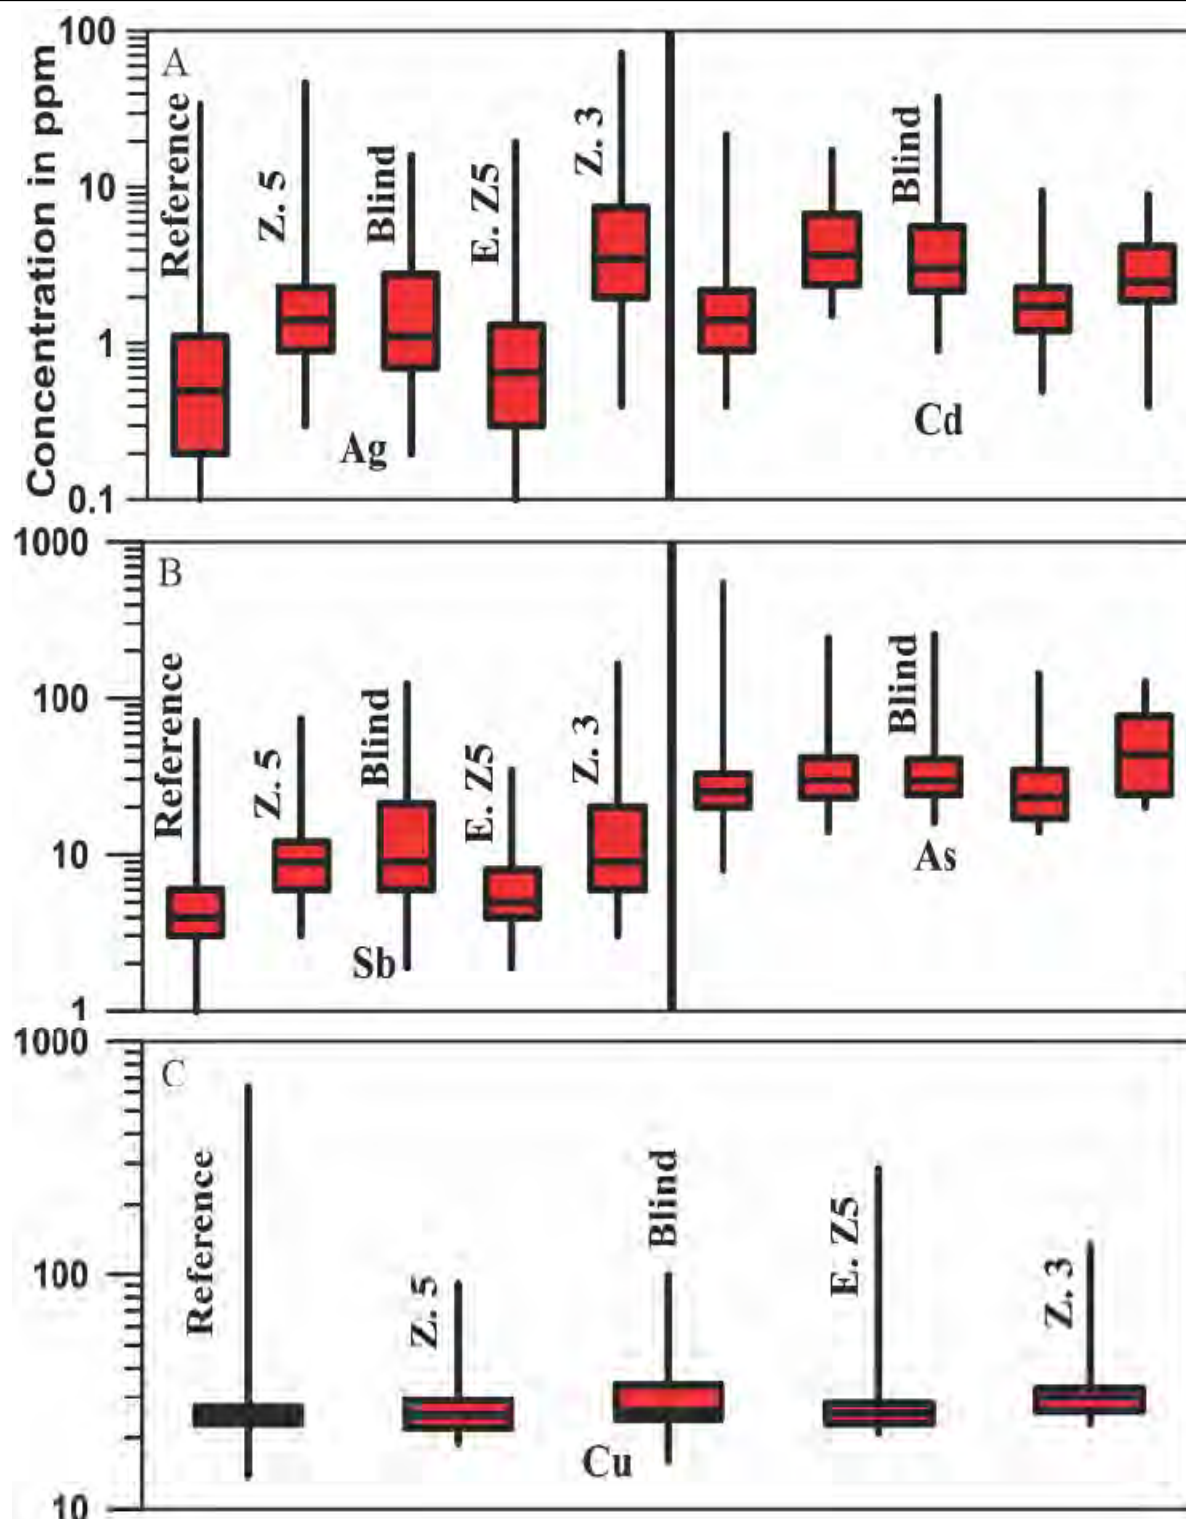 Concentration in ppm
100
10
1
0.1
A
Reference
Z. 5
Blind
E. Z5
Z. 3
Ag
Blind
Cd
1000
100
10
1
B
Reference
Z. 5
Blind
E. Z5
Z. 3
Sb
Blind
As
1000
100
10
C
Reference
Z. 5
Blind
E. Z5
Z. 3
Cu